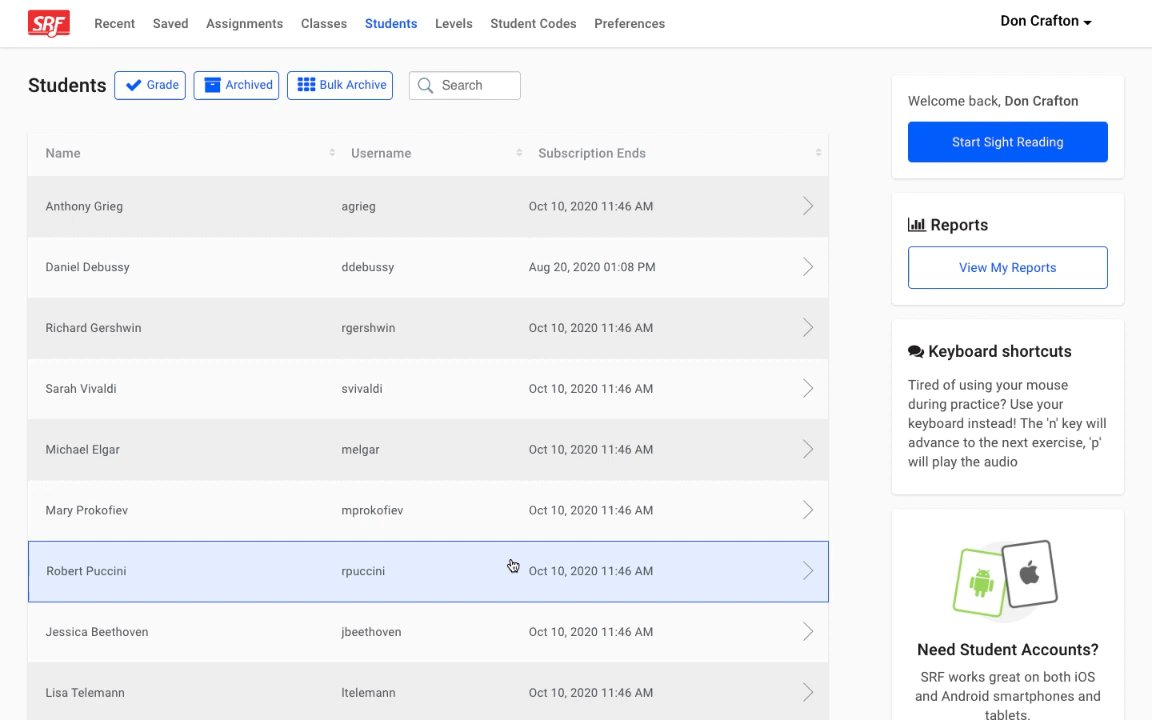 SRF Recent Saved Assignments Classes Students Levels Student Codes Preferences Don Crafton
Students Grade Archived Bulk Archive Search
Name Username Subscription Ends
Anthony Grieg agrieg Oct 10, 2020 11:46 AM
Daniel Debussy ddebussy Aug 20, 2020 01:08 PM
Richard Gershwin rgershwin Oct 10, 2020 11:46 AM
Sarah Vivaldi svivaldi Oct 10, 2020 11:46 AM
Michael Elgar melgar Oct 10, 2020 11:46 AM
Mary Prokofiev mprokofiev Oct 10, 2020 11:46 AM
Robert Puccini rpuccini Oct 10, 2020 11:46 AM
Jessica Beethoven jbeethoven Oct 10, 2020 11:46 AM
Lisa Telemann ltelemann Oct 10, 2020 11:46 AM
Welcome back, Don Crafton
Start Sight Reading
Reports
View My Reports
Keyboard shortcuts
Tired of using your mouse
during practice? Use your
keyboard instead! The 'n' key will
advance to the next exercise, 'p'
will play the audio
Need Student Accounts?
SRF works great on both iOS
and Android smartphones and
tablets.